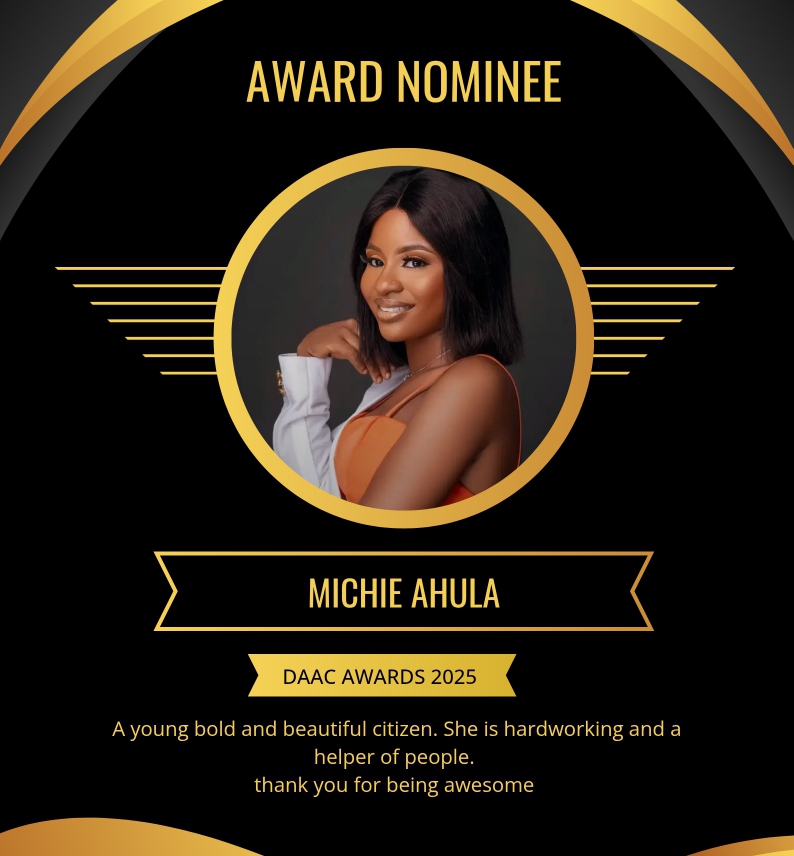 AWARD NOMINEE
MICHIE AHULA
DAAC AWARDS 2025
A young bold and beautiful citizen. She is hardworking and a
helper of people.
thank you for being awesome